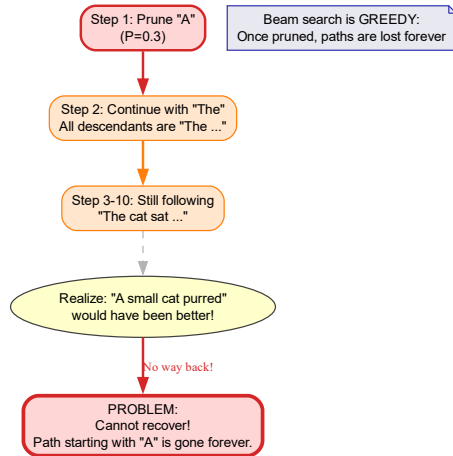 Step 1: Prune "A"
(P=0.3)
Beam search is GREEDY:
Once pruned, paths are lost forever
Step 2: Continue with "The"
All descendants are "The ..."
Step 3-10: Still following
"The cat sat ..."
Realize: "A small cat purred"
would have been better!
No way back!
PROBLEM:
Cannot recover!
Path starting with "A" is gone forever.